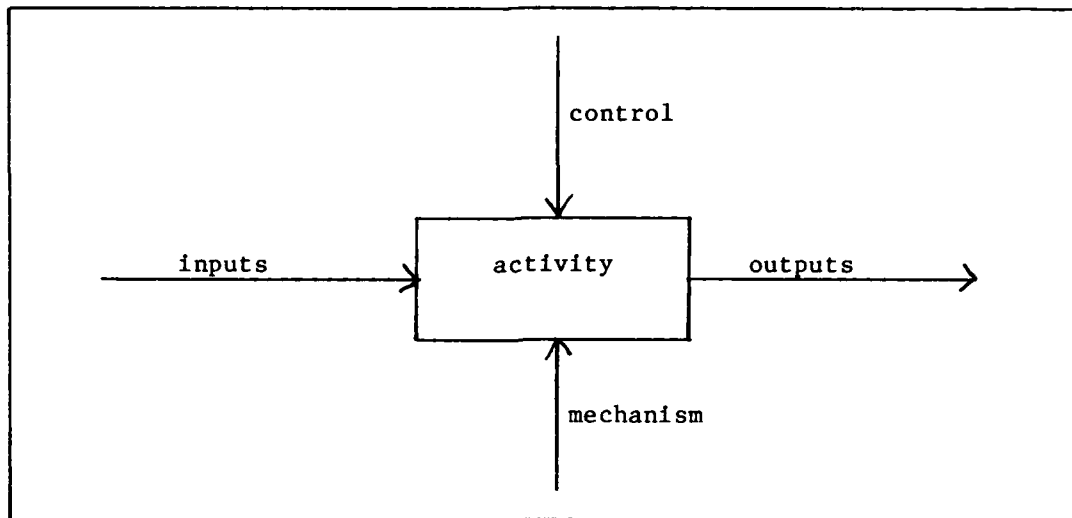 control
inputs
activity
outputs
mechanism